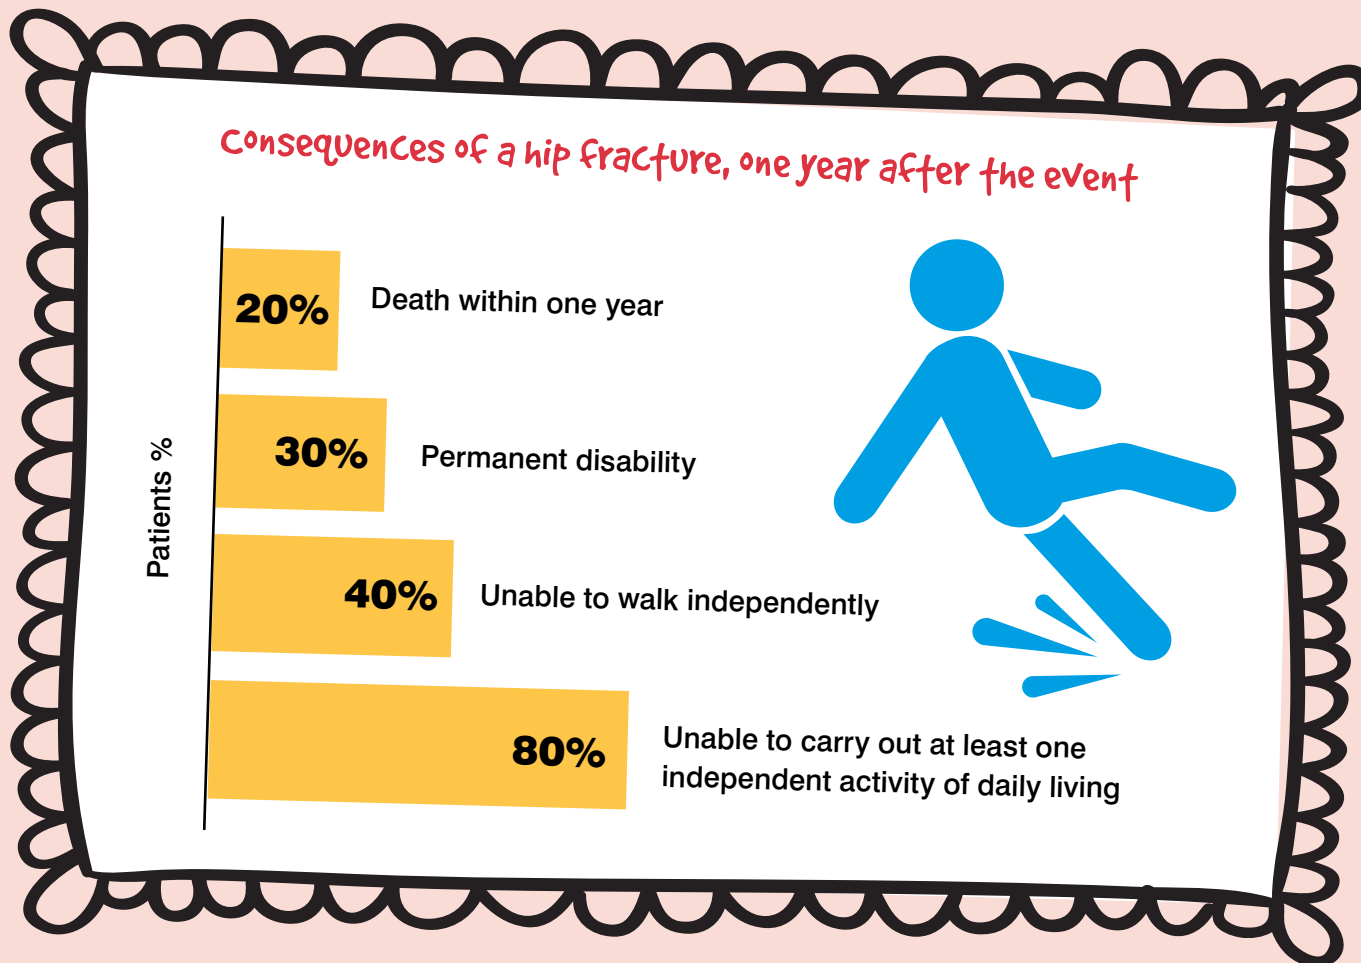 Consequences of a hip fracture, one year after the event
20% Death within one year
30% Permanent disability
Patients %
40% Unable to walk independently
80% Unable to carry out at least one
independent activity of daily living